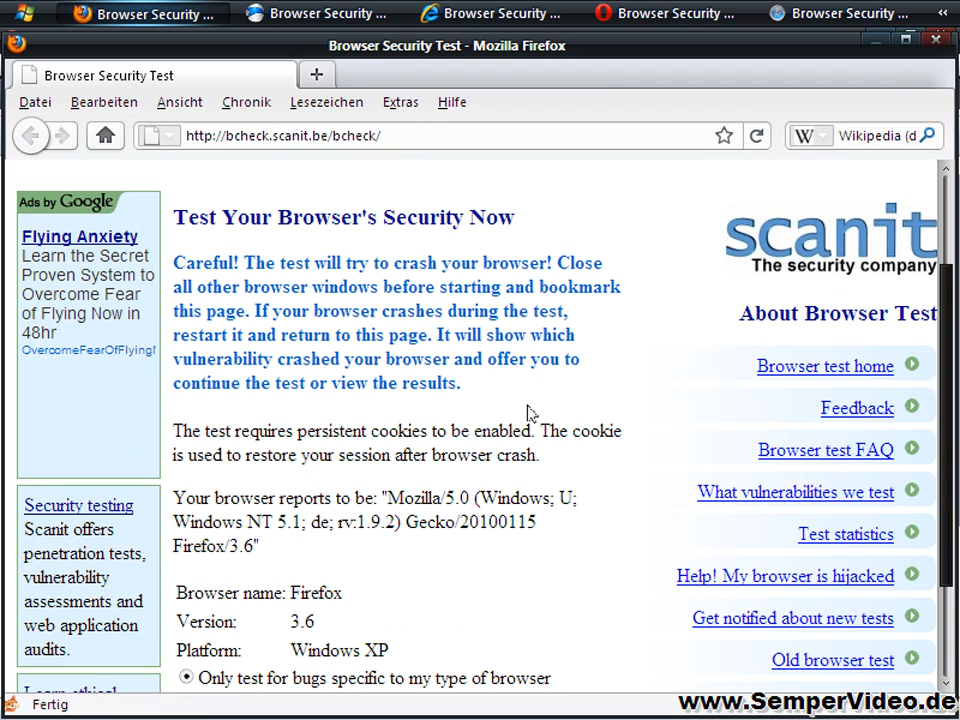 Browser Security ...
Browser Security ...
Browser Security ...
Browser Security ...
Browser Security ...
Browser Security Test - Mozilla Firefox
Browser Security Test
Datei Bearbeiten Ansicht Chronik Lesezeichen Extras Hilfe
http://bcheck.scanit.be/bcheck/
W Wikipedia (d
Ads by Google
Flying Anxiety
Learn the Secret
Proven System to
Overcome Fear
of Flying Now in
48hr
OvercomeFearOfFlying!
Security testing
Scanit offers
penetration tests,
vulnerability
assessments and
web application
audits.
Learn ethical
Test Your Browser's Security Now
Careful! The test will try to crash your browser! Close
all other browser windows before starting and bookmark
this page. If your browser crashes during the test,
restart it and return to this page. It will show which
vulnerability crashed your browser and offer you to
continue the test or view the results.
The test requires persistent cookies to be enabled. The cookie
is used to restore your session after browser crash.
Your browser reports to be: "Mozilla/5.0 (Windows; U;
Windows NT 5.1; de; rv:1.9.2) Gecko/20100115
Firefox/3.6"
Browser name: Firefox
Version: 3.6
Platform: Windows XP
Only test for bugs specific to my type of browser
scanit
The security company
About Browser Test
Browser test home
Feedback
Browser test FAQ
What vulnerabilities we test
Test statistics
Help! My browser is hijacked
Get notified about new tests
Old browser test
Fertig
www.SemperVideo.de